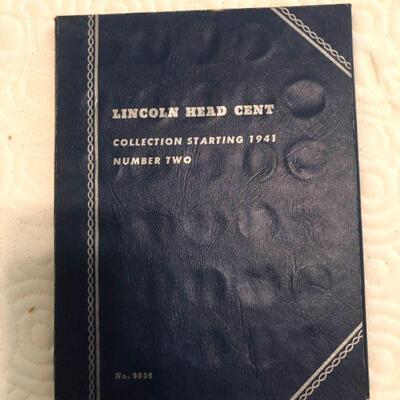 LINCOLN HEAD CENT
COLLECTION STARTING 1941
NUMBER TWO
No. 9030